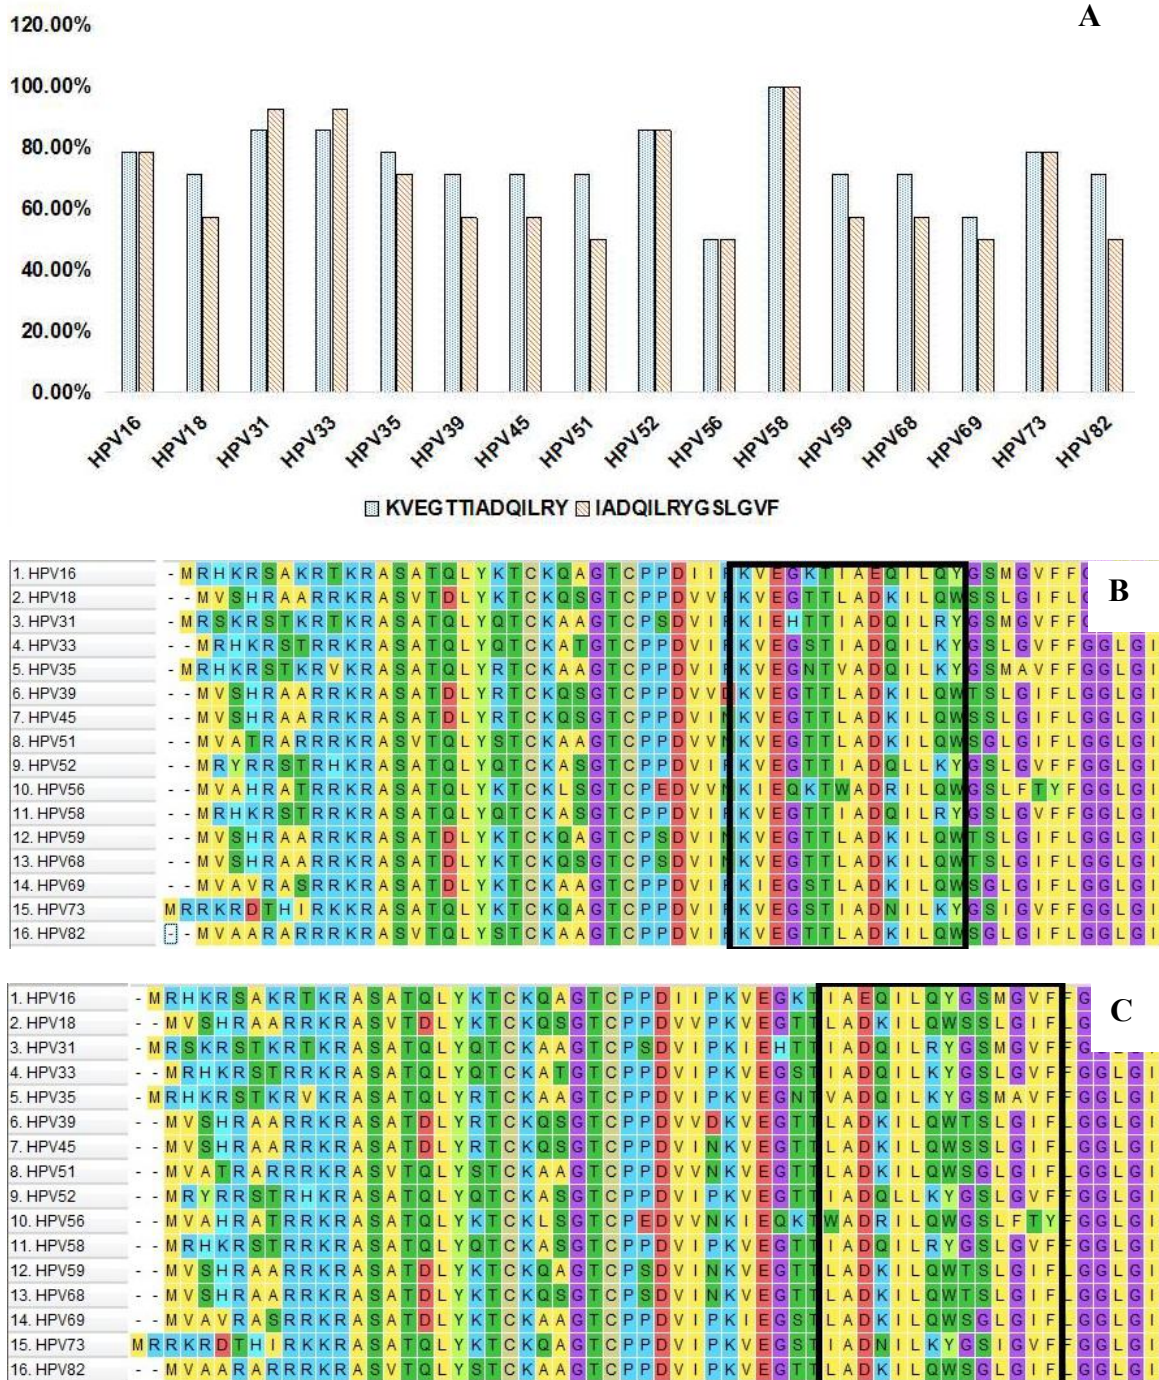 120.00%
A
100.00%
80.00%
60.00%
40.00%
20.00%
0.00%
HPV16 HPV18 HPV31 HPV33 HPV35 HPV39 HPV45 HPV51 HPV52 HPV56 HPV58 HPV59 HPV68 HPV69 HPV73 HPV82
KVEGTTIADQILRY IADQILRYGSLGVF
B
1. HPV16 - M R H K R S A K R T K R A S A T Q L Y K T C K Q A G T C P P D I I P K V E G K T I A E Q I L Q Y G S M G V F F G
2. HPV18 - - M V S H R A A R R K R A S V T D L Y K T C K Q S G T C P P D V V P K V E G T T L A D K I L Q W S S L G I F L G
3. HPV31 - M R S K R S T K R T K R A S A T Q L Y Q T C K A A G T C P S D V I P K I E H T T I A D Q I L R Y G S M G V F F G
4. HPV33 - - M R H K R S T R R K R A S A T Q L Y Q T C K A T G T C P P D V I P K V E G S T I A D Q I L K Y G S L G V F F G G L G I
5. HPV35 - M R H K R S T K R V K R A S A T Q L Y R T C K A A G T C P P D V I P K V E G N T V A D Q I L K Y G S M A V F F G G L G I
6. HPV39 - - M V S H R A A R R K R A S A T D L Y R T C K Q S G T C P P D V V D K V E G T T L A D K I L Q W T S L G I F L G G L G I
7. HPV45 - - M V S H R A A R R K R A S A T D L Y R T C K Q S G T C P P D V I N K V E G T T L A D K I L Q W S S L G I F L G G L G I
8. HPV51 - - M V A T R A R R R K R A S V T Q L Y S T C K A A G T C P P D V V N K V E G T T L A D K I L Q W S G L G I F L G G L G I
9. HPV52 - - M R Y R R S T R H K R A S A T Q L Y Q T C K A S G T C P P D V I P K V E G T T I A D Q L L K Y G S L G V F F G G L G I
10. HPV56 - - M V A H R A T R R K R A S A T Q L Y K T C K L S G T C P E D V V N K I E Q K T W A D R I L Q W G S L F T Y F G G L G I
11. HPV58 - - M R H K R S T R R K R A S A T Q L Y Q T C K A S G T C P P D V I P K V E G T T I A D Q I L R Y G S L G V F F G G L G I
12. HPV59 - - M V S H R A A R R K R A S A T D L Y K T C K Q A G T C P S D V I N K V E G T T L A D K I L Q W T S L G I F L G G L G I
13. HPV68 - - M V S H R A A R R K R A S A T D L Y K T C K Q S G T C P S D V I N K V E G T T L A D K I L Q W T S L G I F L G G L G I
14. HPV69 - - M V A V R A S R R K R A S A T D L Y K T C K A A G T C P P D V I P K I E G S T L A D K I L Q W S G L G I F L G G L G I
15. HPV73 M R R K R D T H I R K K R A S A T Q L Y K T C K Q A G T C P P D V I P K V E G S T I A D N I L K Y G S I G V F F G G L G I
16. HPV82 - - M V A A R A R R R K R A S V T Q L Y S T C K A A G T C P P D V I P K V E G T T L A D K I L Q W S G L G I F L G G L G I
C
1. HPV16 - M R H K R S A K R T K R A S A T Q L Y K T C K Q A G T C P P D I I P K V E G K T I A E Q I L Q Y G S M G V F F G
2. HPV18 - - M V S H R A A R R K R A S V T D L Y K T C K Q S G T C P P D V V P K V E G T T L A D K I L Q W S S L G I F L G
3. HPV31 - M R S K R S T K R T K R A S A T Q L Y Q T C K A A G T C P S D V I P K I E H T T I A D Q I L R Y G S M G V F F G
4. HPV33 - - M R H K R S T R R K R A S A T Q L Y Q T C K A T G T C P P D V I P K V E G S T I A D Q I L K Y G S L G V F F G G L G I
5. HPV35 - M R H K R S T K R V K R A S A T Q L Y R T C K A A G T C P P D V I P K V E G N T V A D Q I L K Y G S M A V F F G G L G I
6. HPV39 - - M V S H R A A R R K R A S A T D L Y R T C K Q S G T C P P D V V D K V E G T T L A D K I L Q W T S L G I F L G G L G I
7. HPV45 - - M V S H R A A R R K R A S A T D L Y R T C K Q S G T C P P D V I N K V E G T T L A D K I L Q W S S L G I F L G G L G I
8. HPV51 - - M V A T R A R R R K R A S V T Q L Y S T C K A A G T C P P D V V N K V E G T T L A D K I L Q W S G L G I F L G G L G I
9. HPV52 - - M R Y R R S T R H K R A S A T Q L Y Q T C K A S G T C P P D V I P K V E G T T I A D Q L L K Y G S L G V F F G G L G I
10. HPV56 - - M V A H R A T R R K R A S A T Q L Y K T C K L S G T C P E D V V N K I E Q K T W A D R I L Q W G S L F T Y F G G L G I
11. HPV58 - - M R H K R S T R R K R A S A T Q L Y Q T C K A S G T C P P D V I P K V E G T T I A D Q I L R Y G S L G V F F G G L G I
12. HPV59 - - M V S H R A A R R K R A S A T D L Y K T C K Q A G T C P S D V I N K V E G T T L A D K I L Q W T S L G I F L G G L G I
13. HPV68 - - M V S H R A A R R K R A S A T D L Y K T C K Q S G T C P S D V I N K V E G T T L A D K I L Q W T S L G I F L G G L G I
14. HPV69 - - M V A V R A S R R K R A S A T D L Y K T C K A A G T C P P D V I P K I E G S T L A D K I L Q W S G L G I F L G G L G I
15. HPV73 M R R K R D T H I R K K R A S A T Q L Y K T C K Q A G T C P P D V I P K V E G S T I A D N I L K Y G S I G V F F G G L G I
16. HPV82 - - M V A A R A R R R K R A S V T Q L Y S T C K A A G T C P P D V I P K V E G T T L A D K I L Q W S G L G I F L G G L G I